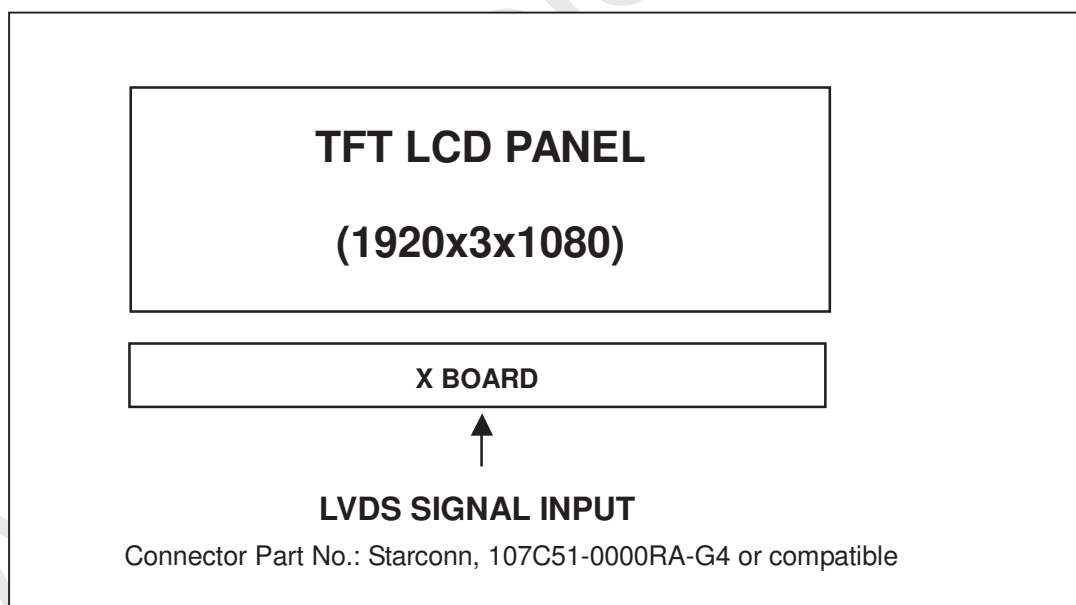 TFT LCD PANEL
(1920x3x1080)
X BOARD
LVDS SIGNAL INPUT
Connector Part No.: Starconn, 107C51-0000RA-G4 or compatible